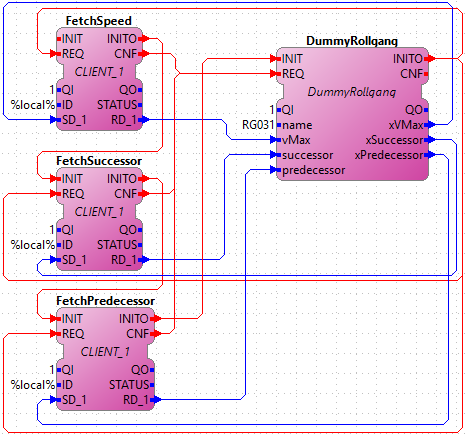 FetchSpeed
INIT INITO
REQ CNF
CLIENT_1
1 QI QO
%local% ID STATUS
SD_1 RD_1
DummyRollgang
INIT INITO
REQ CNF
DummyRollgang
1 QI QO
RG031 name xVMax
vMax xSuccessor
successor xPredecessor
predecessor
FetchSuccessor
INIT INITO
REQ CNF
CLIENT_1
1 QI QO
%local% ID STATUS
SD_1 RD_1
FetchPredecessor
INIT INITO
REQ CNF
CLIENT_1
1 QI QO
%local% ID STATUS
SD_1 RD_1